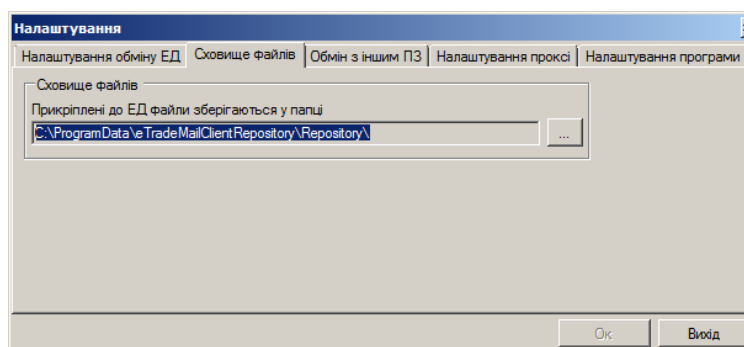 Налаштування
Налаштування обміну ЕД Сховище файлів Обмін з іншим ПЗ Налаштування проксі Налаштування програми
Сховище файлів
Прикріплені до ЕД файли зберігаються у папці
C:\ProgramData\eTradeMailClientRepository\Repository\ ...
Ок Вихід